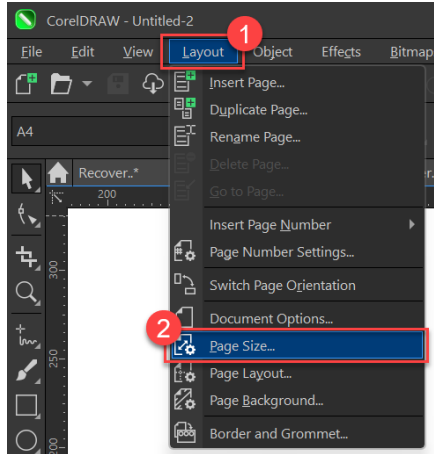 CorelDRAW - Untitled-2
1
File Edit View Layout Object Effects Bitmap
A4
Recover..*
200
300
250
200
Insert Page...
Duplicate Page...
Rename Page...
Delete Page...
Go to Page...
Insert Page Number
Page Number Settings...
Switch Page Orientation
Document Options...
2
Page Size...
Page Layout...
Page Background...
Border and Grommet...